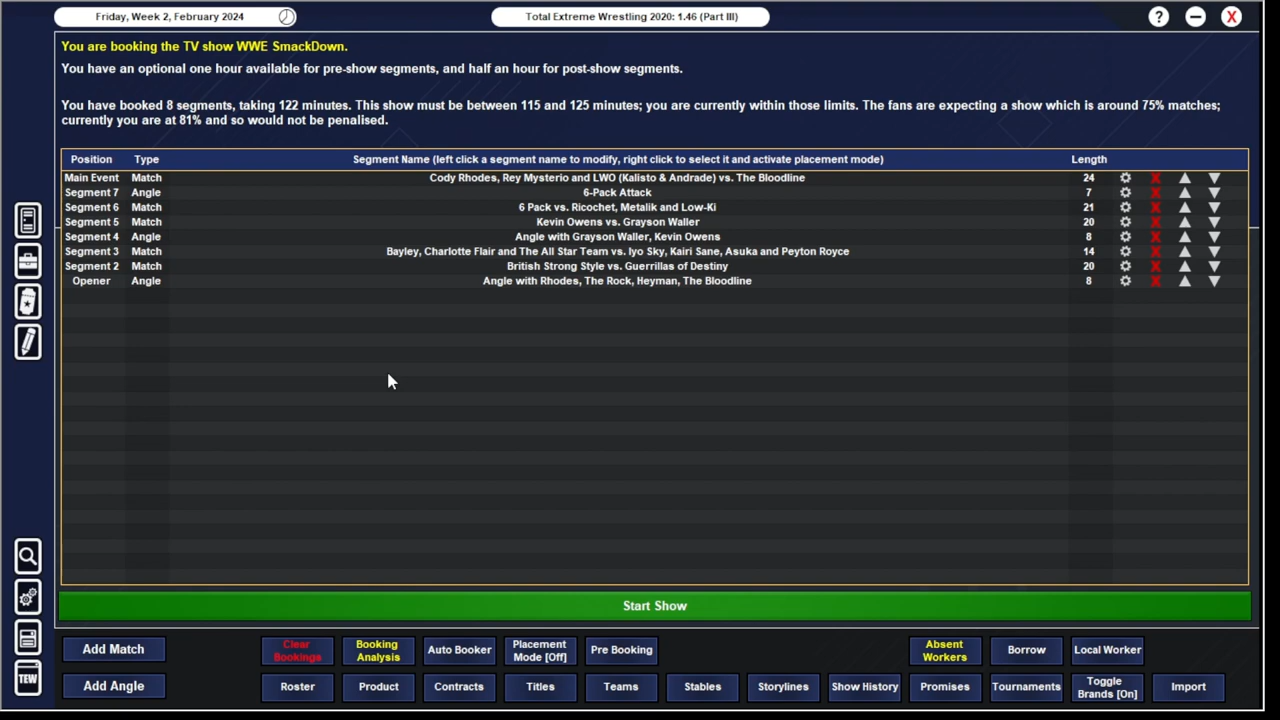 Friday, Week 2, February 2024
Total Extreme Wrestling 2020: 1.46 (Part III)
?
X
You are booking the TV show WWE SmackDown.
You have an optional one hour available for pre-show segments, and half an hour for post-show segments.
You have booked 8 segments, taking 122 minutes. This show must be between 115 and 125 minutes; you are currently within those limits. The fans are expecting a show which is around 75% matches;
currently you are at 81% and so would not be penalised.
Position Type Segment Name (left click a segment name to modify, right click to select it and activate placement mode) Length
Main Event Match Cody Rhodes, Rey Mysterio and LWO (Kalisto & Andrade) vs. The Bloodline 24 X
Segment 7 Angle 6-Pack Attack 7 X
Segment 6 Match 6 Pack vs. Ricochet, Metalik and Low-Ki 21 X
Segment 5 Match Kevin Owens vs. Grayson Waller 20 X
Segment 4 Angle Angle with Grayson Waller, Kevin Owens 8 X
Segment 3 Match Bayley, Charlotte Flair and The All Star Team vs. Iyo Sky, Kairi Sane, Asuka and Peyton Royce 14 X
Segment 2 Match British Strong Style vs. Guerrillas of Destiny 20 X
Opener Angle Angle with Rhodes, The Rock, Heyman, The Bloodline 8 X
Start Show
Add Match
Clear
Bookings
Booking
Analysis
Auto Booker
Placement
Mode [Off]
Pre Booking
Absent
Workers
Borrow
Local Worker
TEW
Add Angle
Roster
Product
Contracts
Titles
Teams
Stables
Storylines
Show History
Promises
Tournaments
Toggle
Brands [On]
Import